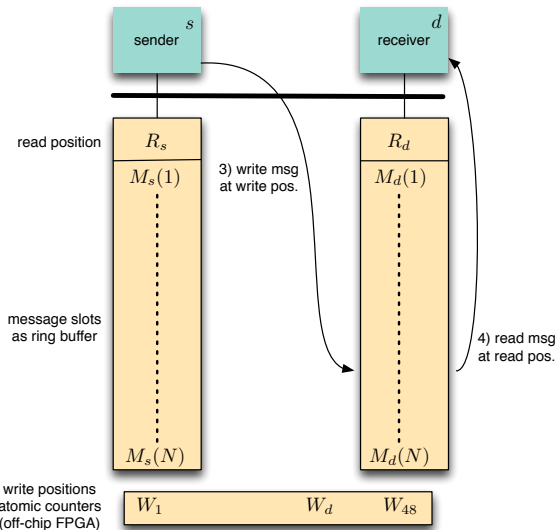 s
sender
d
receiver
read position
R_s
R_d
M_s(1)
M_d(1)
3) write msg
at write pos.
message slots
as ring buffer
4) read msg
at read pos.
M_s(N)
M_d(N)
write positions
atomic counters
(off-chip FPGA)
W_1
W_d
W_48